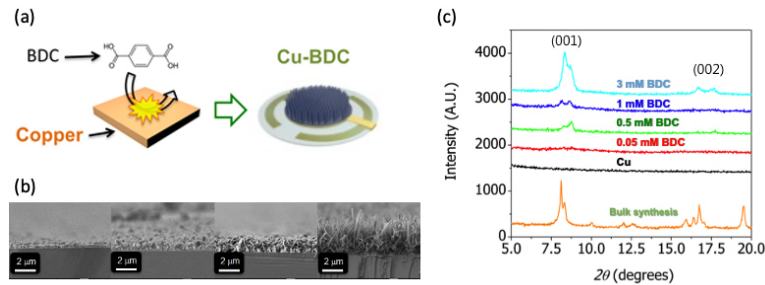 (a)
BDC
HO
O
O
OH
Cu-BDC
Copper
(b)
2 μm
2 μm
2 μm
2 μm
(c)
Intensity (A.U.)
4000
3000
2000
1000
0
(001)
(002)
3 mM BDC
1 mM BDC
0.5 mM BDC
0.05 mM BDC
Cu
Bulk synthesis
5.0 7.5 10.0 12.5 15.0 17.5 20.0
2θ (degrees)